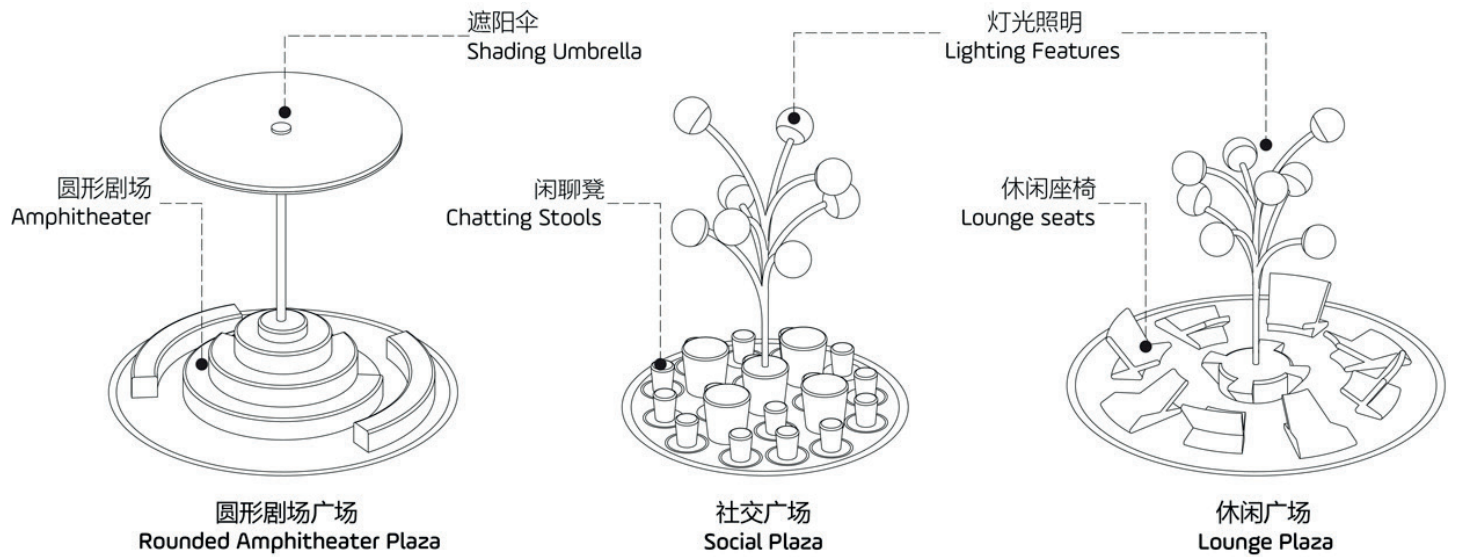 遮阳伞
Shading Umbrella
灯光照明
Lighting Features
圆形剧场
Amphitheater
闲聊凳
Chatting Stools
休闲座椅
Lounge seats
圆形剧场广场
Rounded Amphitheater Plaza
社交广场
Social Plaza
休闲广场
Lounge Plaza